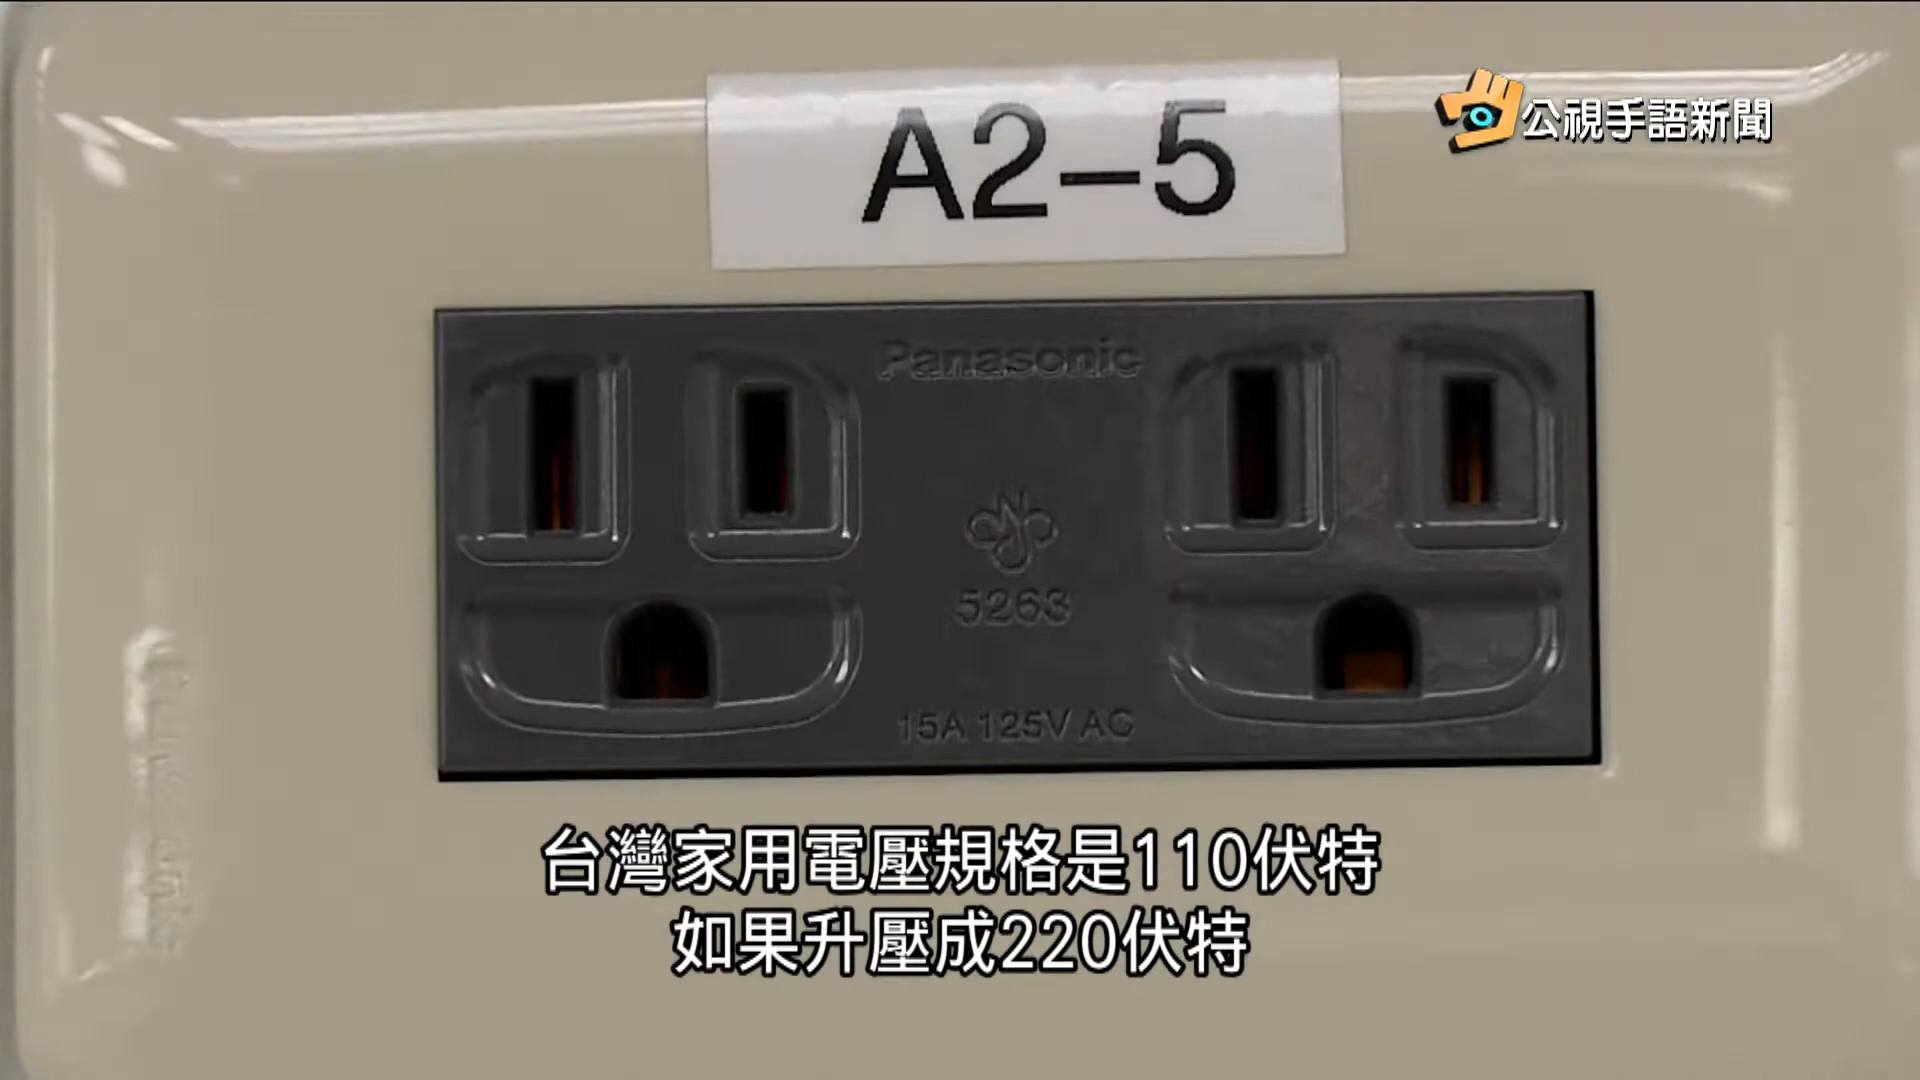 A2-5
公視手語新聞
Panasonic
5263
15A 125V AC
台灣家用電壓規格是110伏特
如果升壓成220伏特